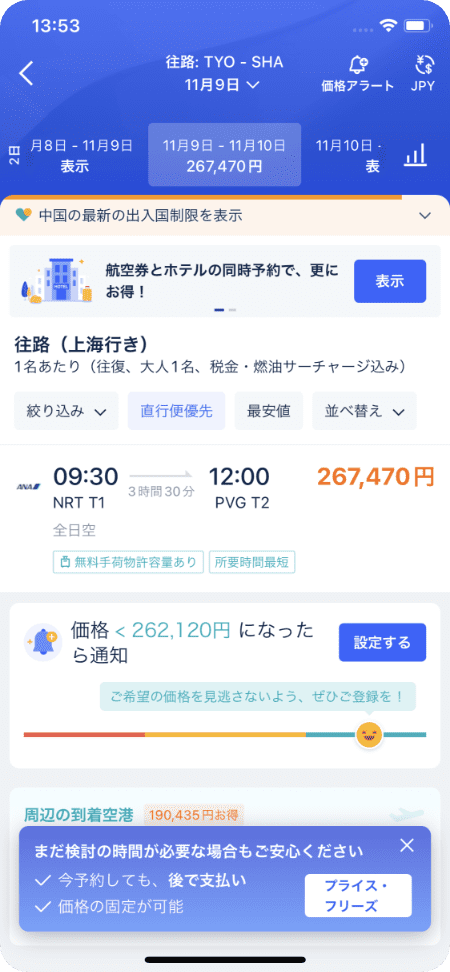 13:53
往路: TYO - SHA
11月9日
価格アラート
JPY
2日
月8日 - 11月9日
表示
11月9日 - 11月10日
267,470円
11月10日 -
表
中国の最新の出入国制限を表示
航空券とホテルの同時予約で、更に
お得！
表示
HOTEL
往路（上海行き）
1名あたり（往復、大人1名、税金・燃油サーチャージ込み）
絞り込み
直行便優先
最安値
並べ替え
ANA
09:30
3時間30分
12:00
267,470円
NRT T1
PVG T2
全日空
無料手荷物許容量あり
所要時間最短
価格 < 262,120円 になった
ら通知
設定する
ご希望の価格を見逃さないよう、ぜひご登録を！
周辺の到着空港
190,435円お得
まだ検討の時間が必要な場合もご安心ください
今予約しても、後で支払い
価格の固定が可能
プライス・
フリーズ